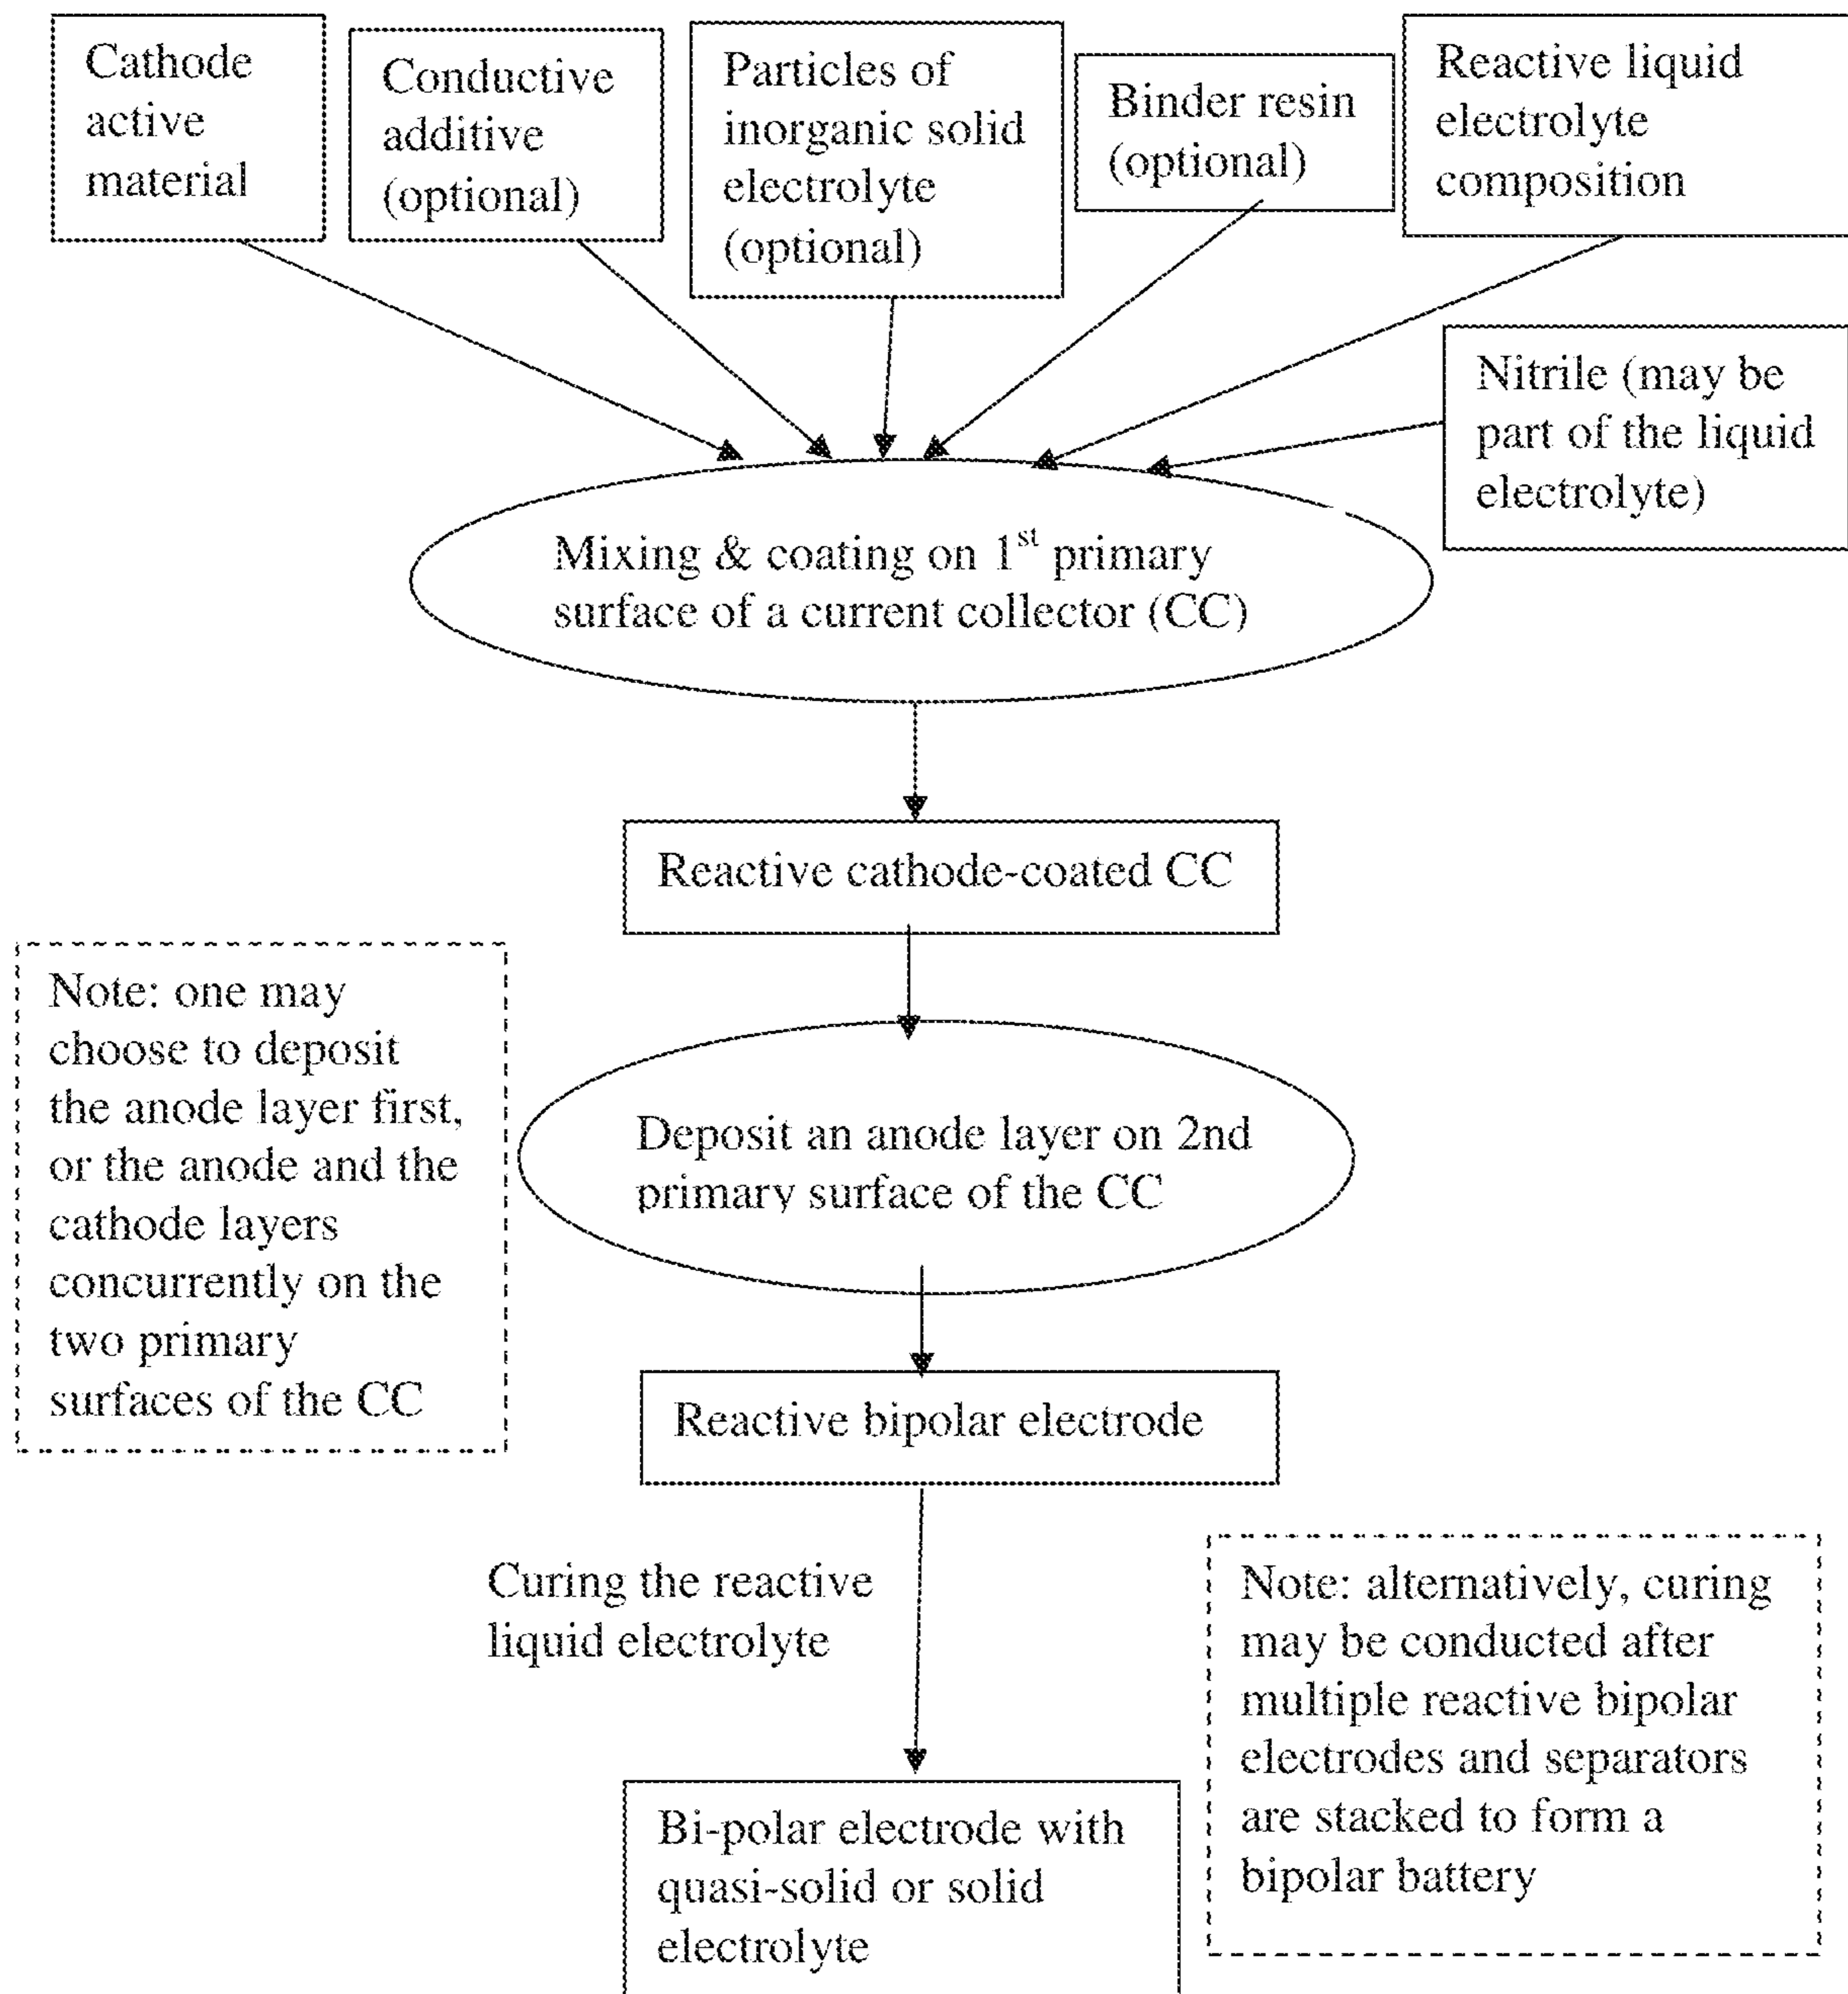 Cathode
active
material
Conductive
additive
(optional)
Particles of
inorganic solid
electrolyte
(optional)
Binder resin
(optional)
Reactive liquid
electrolyte
composition
Nitrile (may be
part of the liquid
electrolyte)
Mixing & coating on 1st primary
surface of a current collector (CC)
Reactive cathode-coated CC
Note: one may
choose to deposit
the anode layer first,
or the anode and the
cathode layers
concurrently on the
two primary
surfaces of the CC
Deposit an anode layer on 2nd
primary surface of the CC
Reactive bipolar electrode
Curing the reactive
liquid electrolyte
Note: alternatively, curing
may be conducted after
multiple reactive bipolar
electrodes and separators
are stacked to form a
bipolar battery
Bi-polar electrode with
quasi-solid or solid
electrolyte